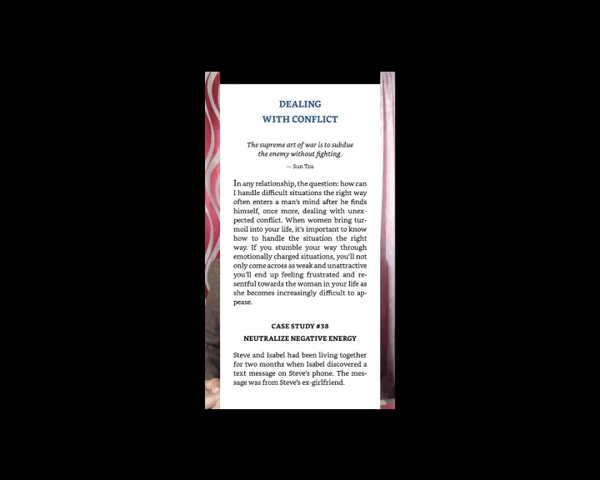 DEALING
WITH CONFLICT
The supreme art of war is to subdue
the enemy without fighting.
— Sun Tzu
In any relationship, the question: how can
I handle difficult situations the right way
often enters a man's mind after he finds
himself, once more, dealing with unex-
pected conflict. When women bring tur-
moil into your life, it's important to know
how to handle the situation the right
way. If you stumble your way through
emotionally charged situations, you'll not
only come across as weak and unattractive
you'll end up feeling frustrated and re-
sentful towards the woman in your life as
she becomes increasingly difficult to ap-
pease.
CASE STUDY #38
NEUTRALIZE NEGATIVE ENERGY
Steve and Isabel had been living together
for two months when Isabel discovered a
text message on Steve's phone. The mes-
sage was from Steve's ex-girlfriend.